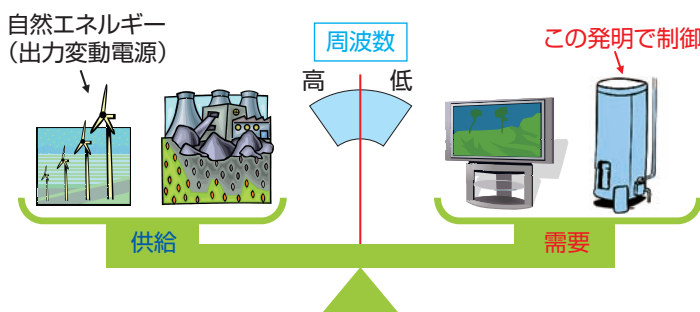 自然エネルギー
（出力変動電源）
周波数
高
低
この発明で制御
供給
需要